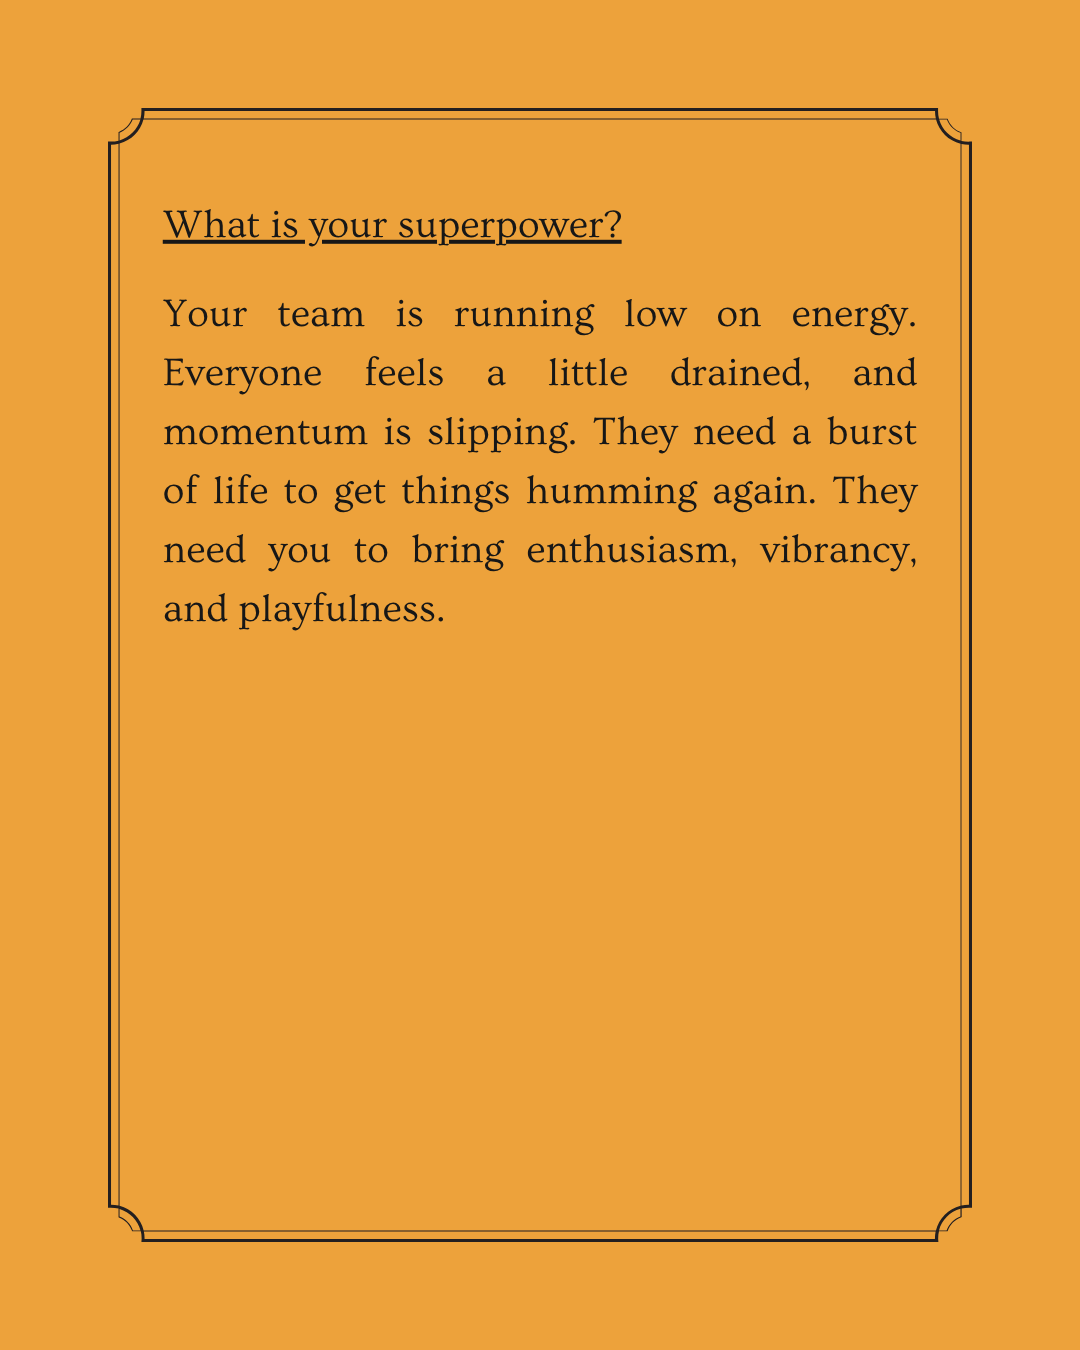 What is your superpower?
Your team is running low on energy.
Everyone feels a little drained, and
momentum is slipping. They need a burst
of life to get things humming again. They
need you to bring enthusiasm, vibrancy,
and playfulness.